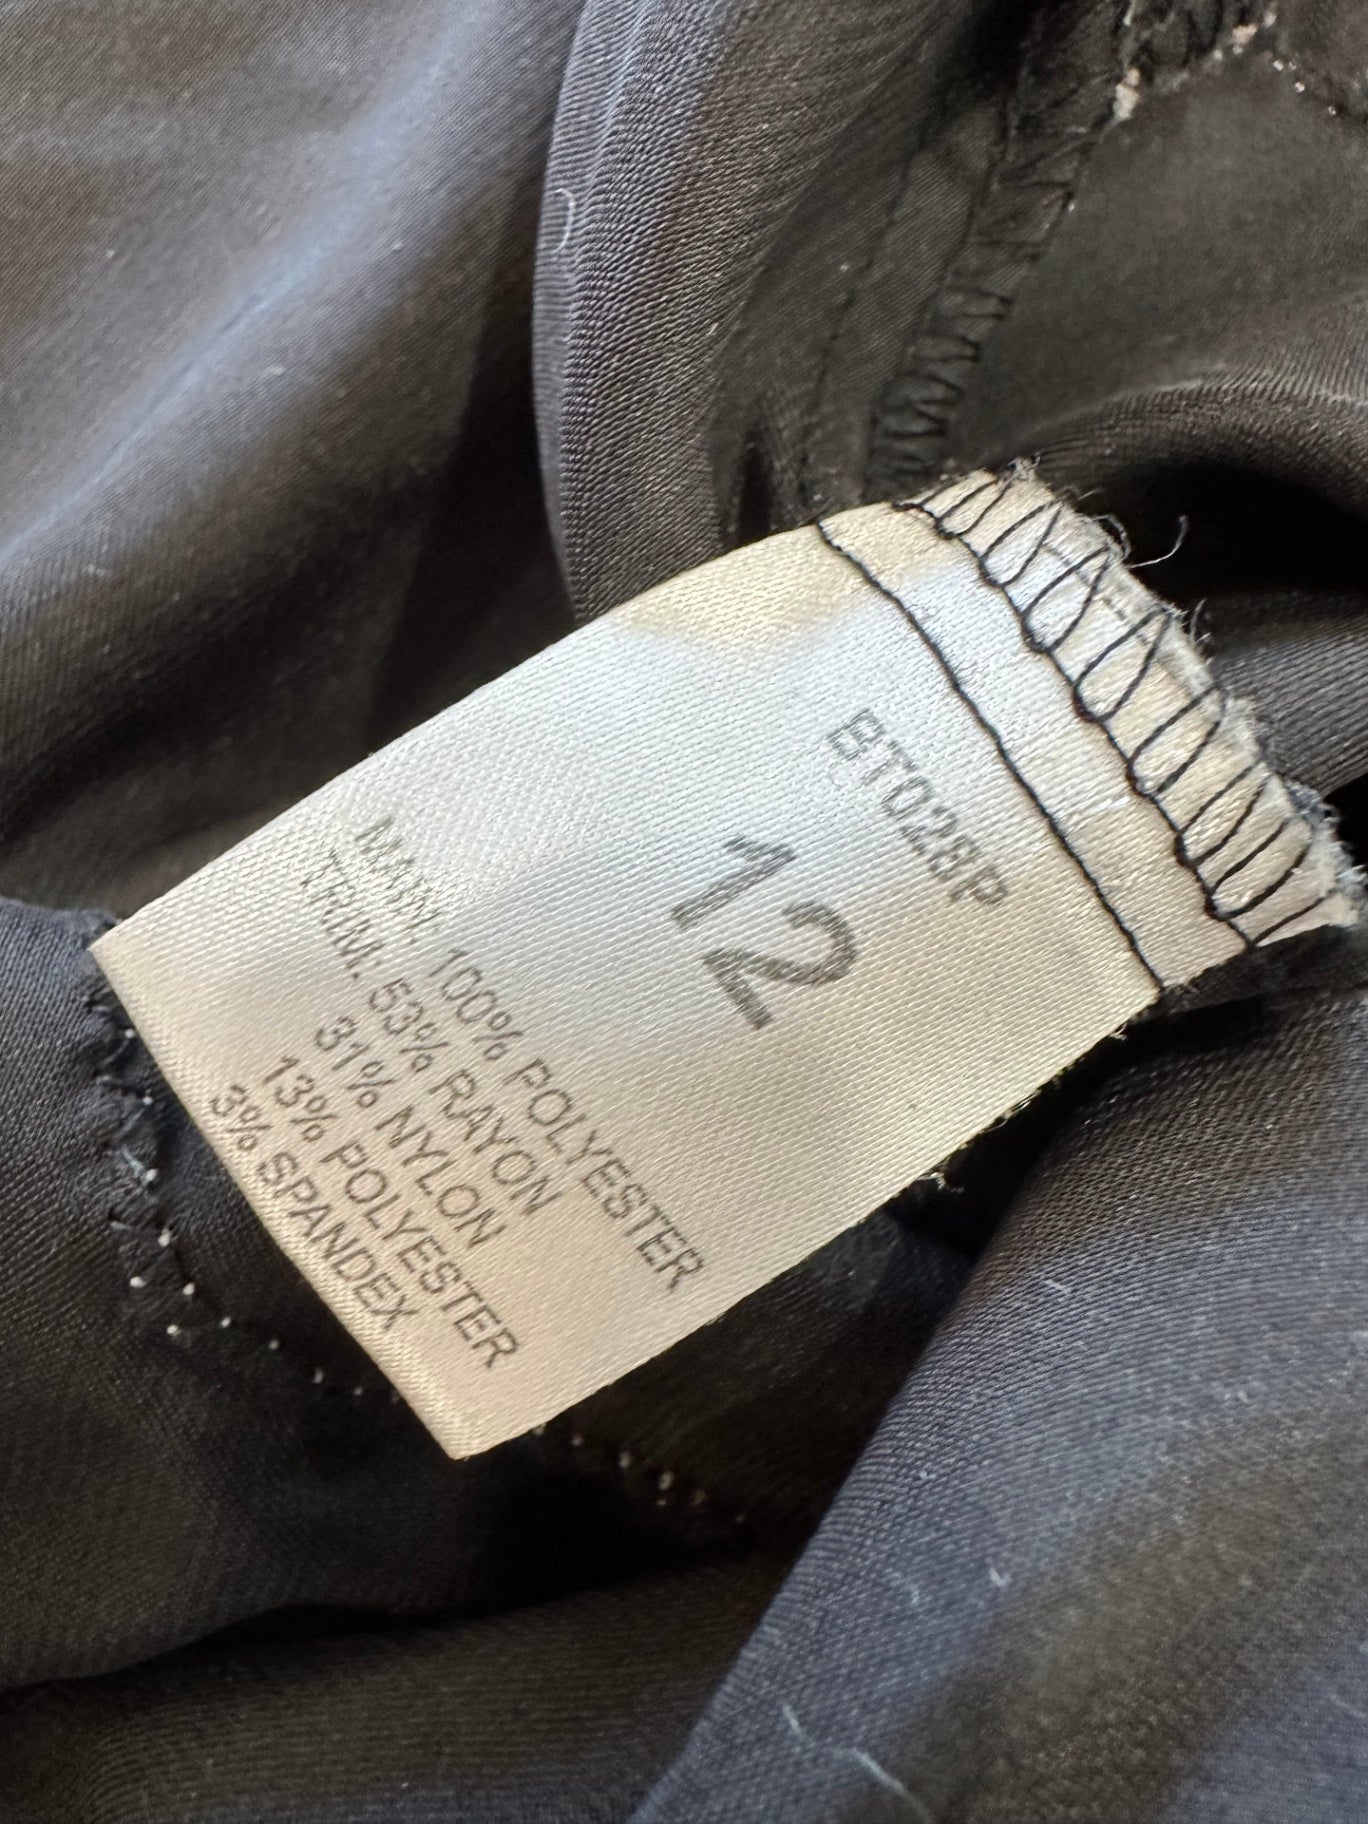 BT028P
12
MAIN: 100% POLYESTER
TRIM: 53% RAYON
31% NYLON
13% POLYESTER
3% SPANDEX